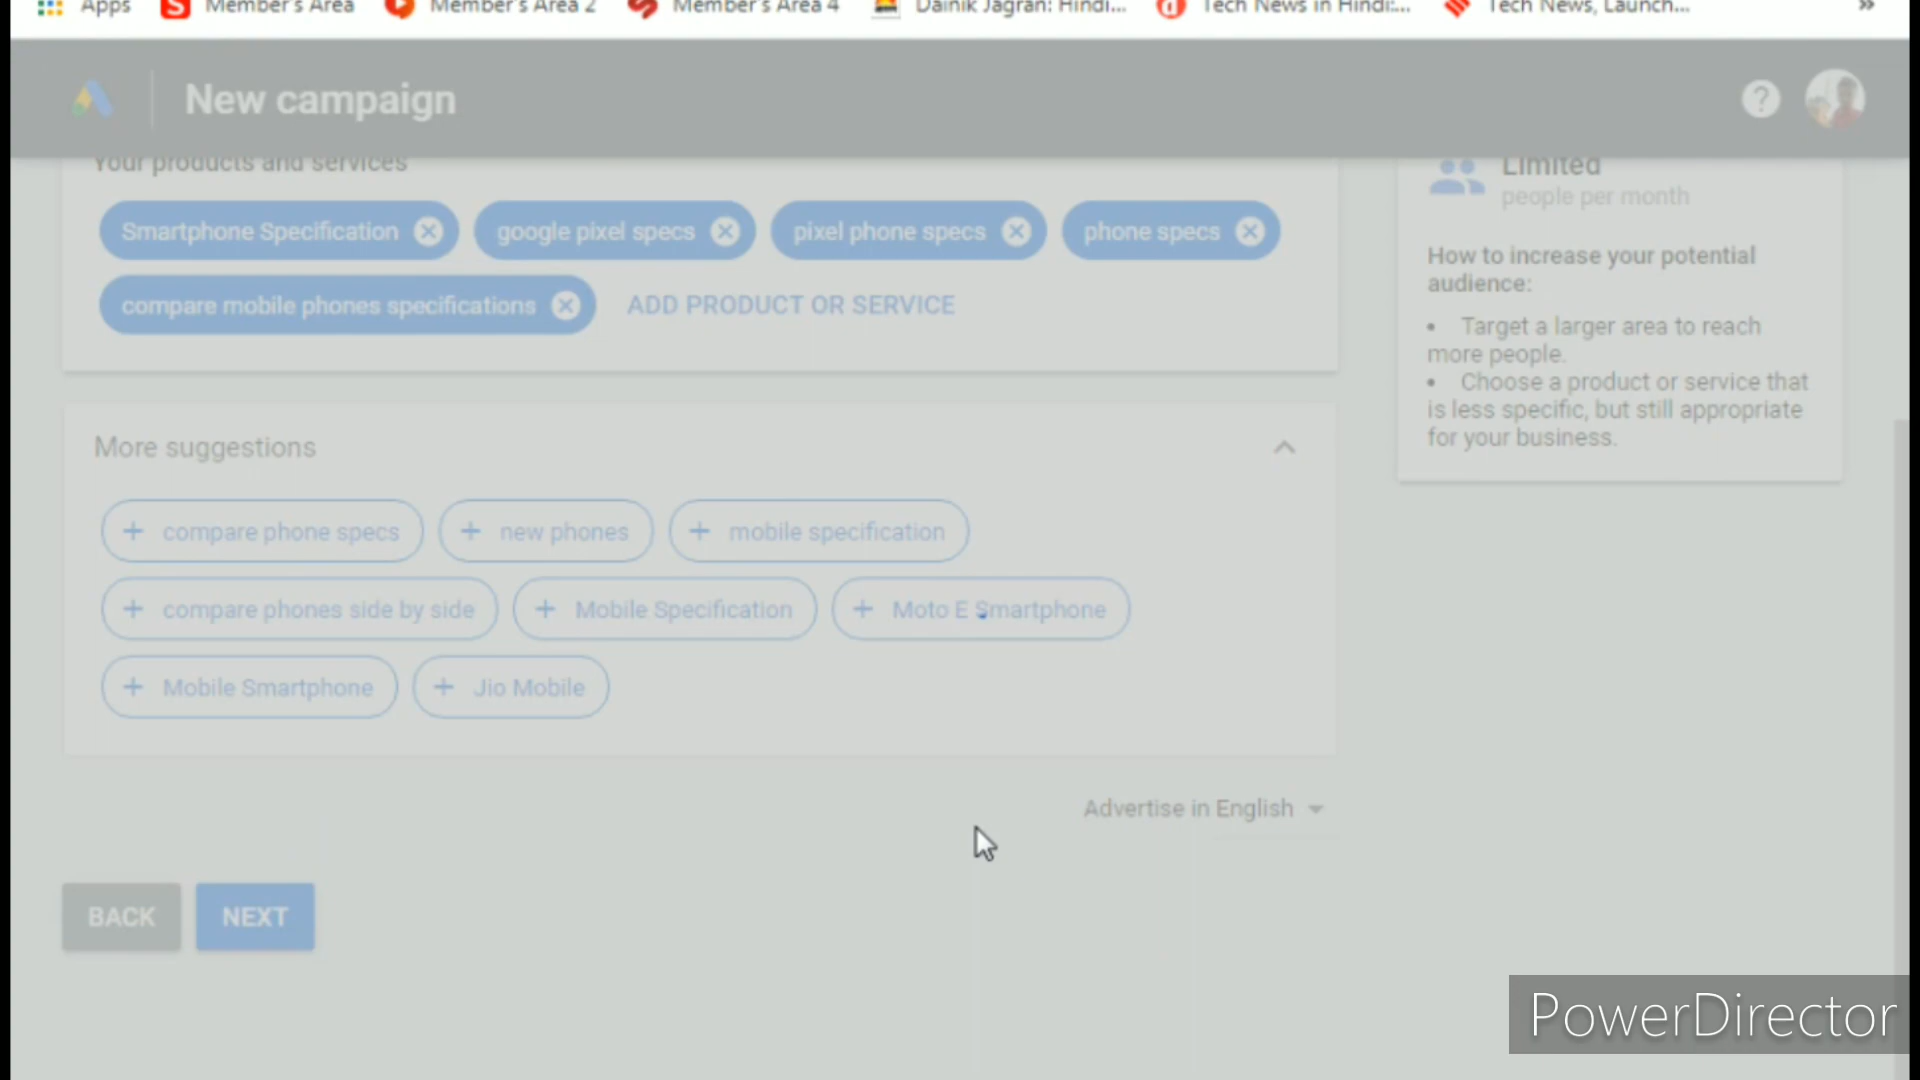 Apps Member's Area Member's Area 2 Member's Area 4 Dainik Jagran: Hindi... Tech News in Hindi:... Tech News, Launch... »
New campaign ?
Your products and services
Smartphone Specification google pixel specs pixel phone specs phone specs
compare mobile phones specifications ADD PRODUCT OR SERVICE
More suggestions
+ compare phone specs + new phones + mobile specification
+ compare phones side by side + Mobile Specification + Moto E Smartphone
+ Mobile Smartphone + Jio Mobile
Advertise in English
BACK NEXT
Limited
people per month
How to increase your potential
audience:
• Target a larger area to reach
more people.
• Choose a product or service that
is less specific, but still appropriate
for your business.
PowerDirector